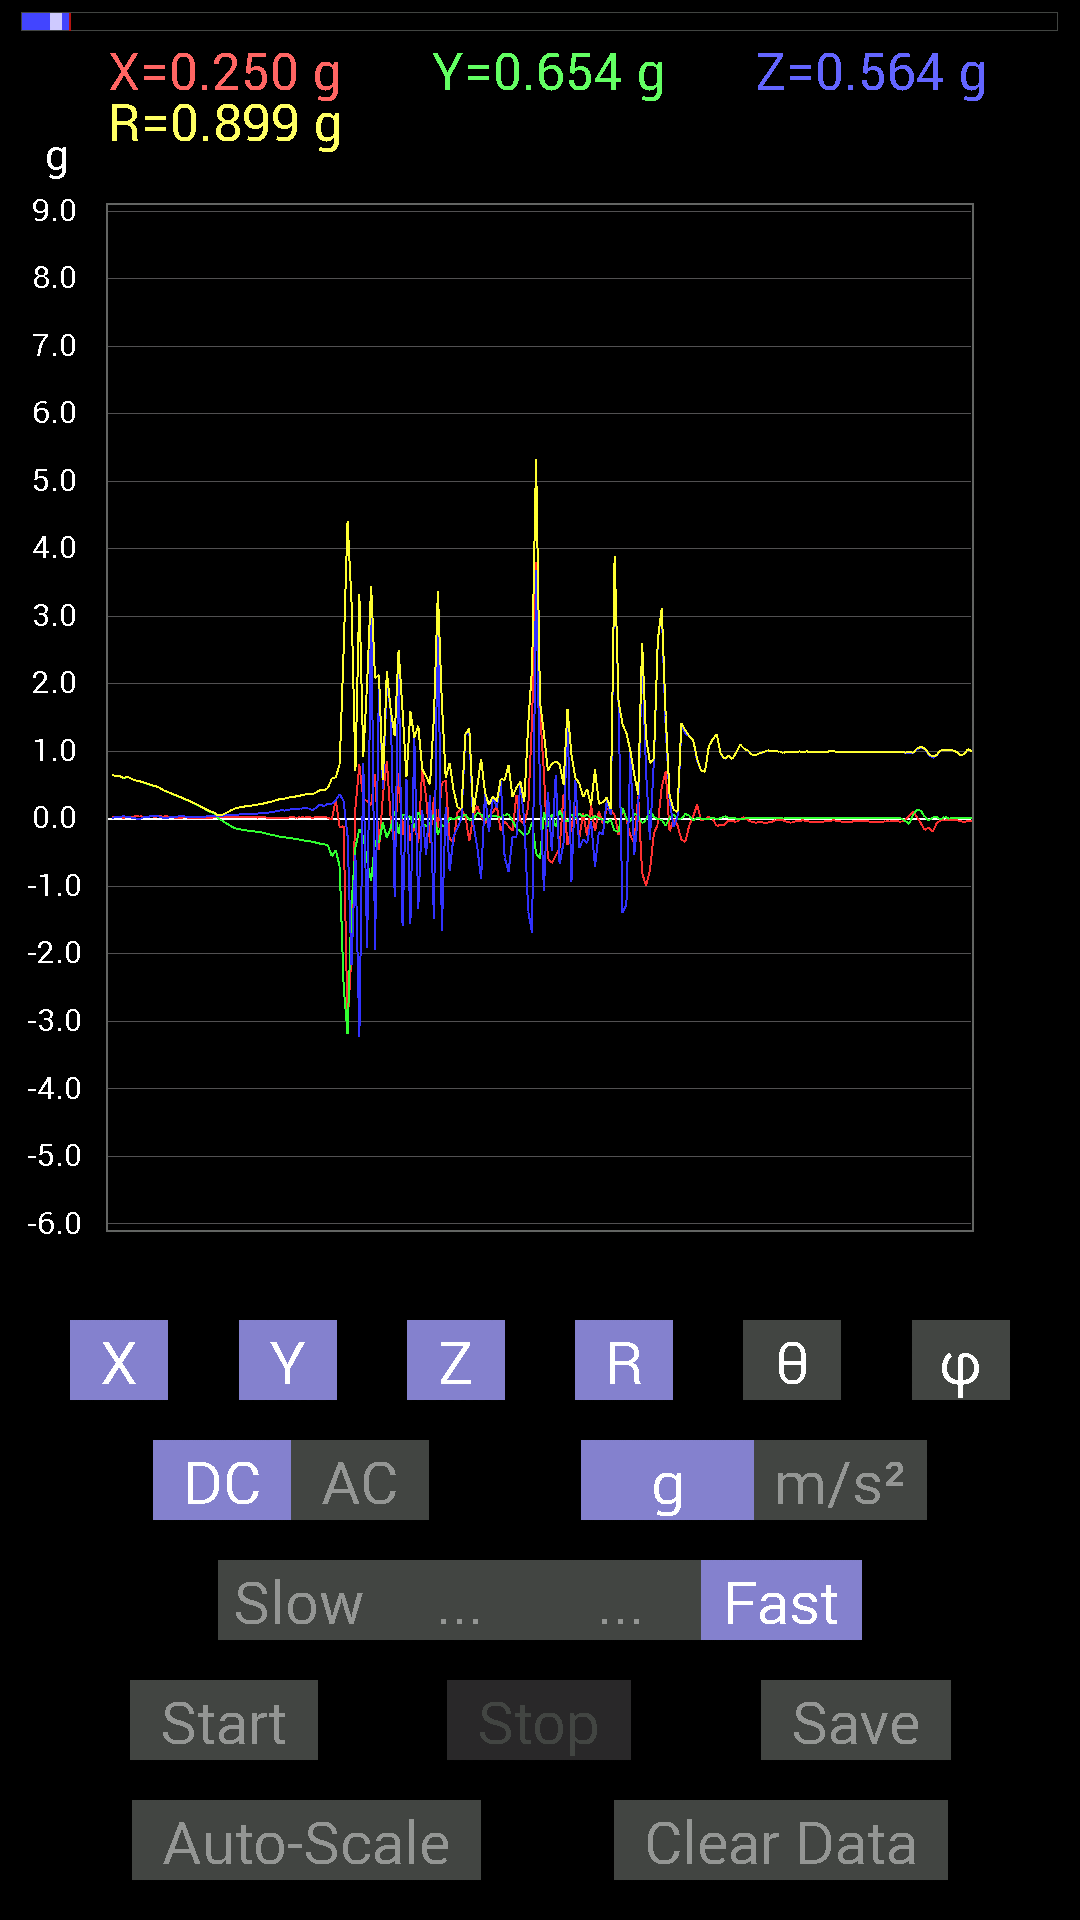 X=0.250 g Y=0.654 g Z=0.564 g
R=0.899 g
g
9.0
8.0
7.0
6.0
5.0
4.0
3.0
2.0
1.0
0.0
-1.0
-2.0
-3.0
-4.0
-5.0
-6.0
X Y Z R θ φ
DC AC g m/s²
Slow ... ... Fast
Start Stop Save
Auto-Scale Clear Data